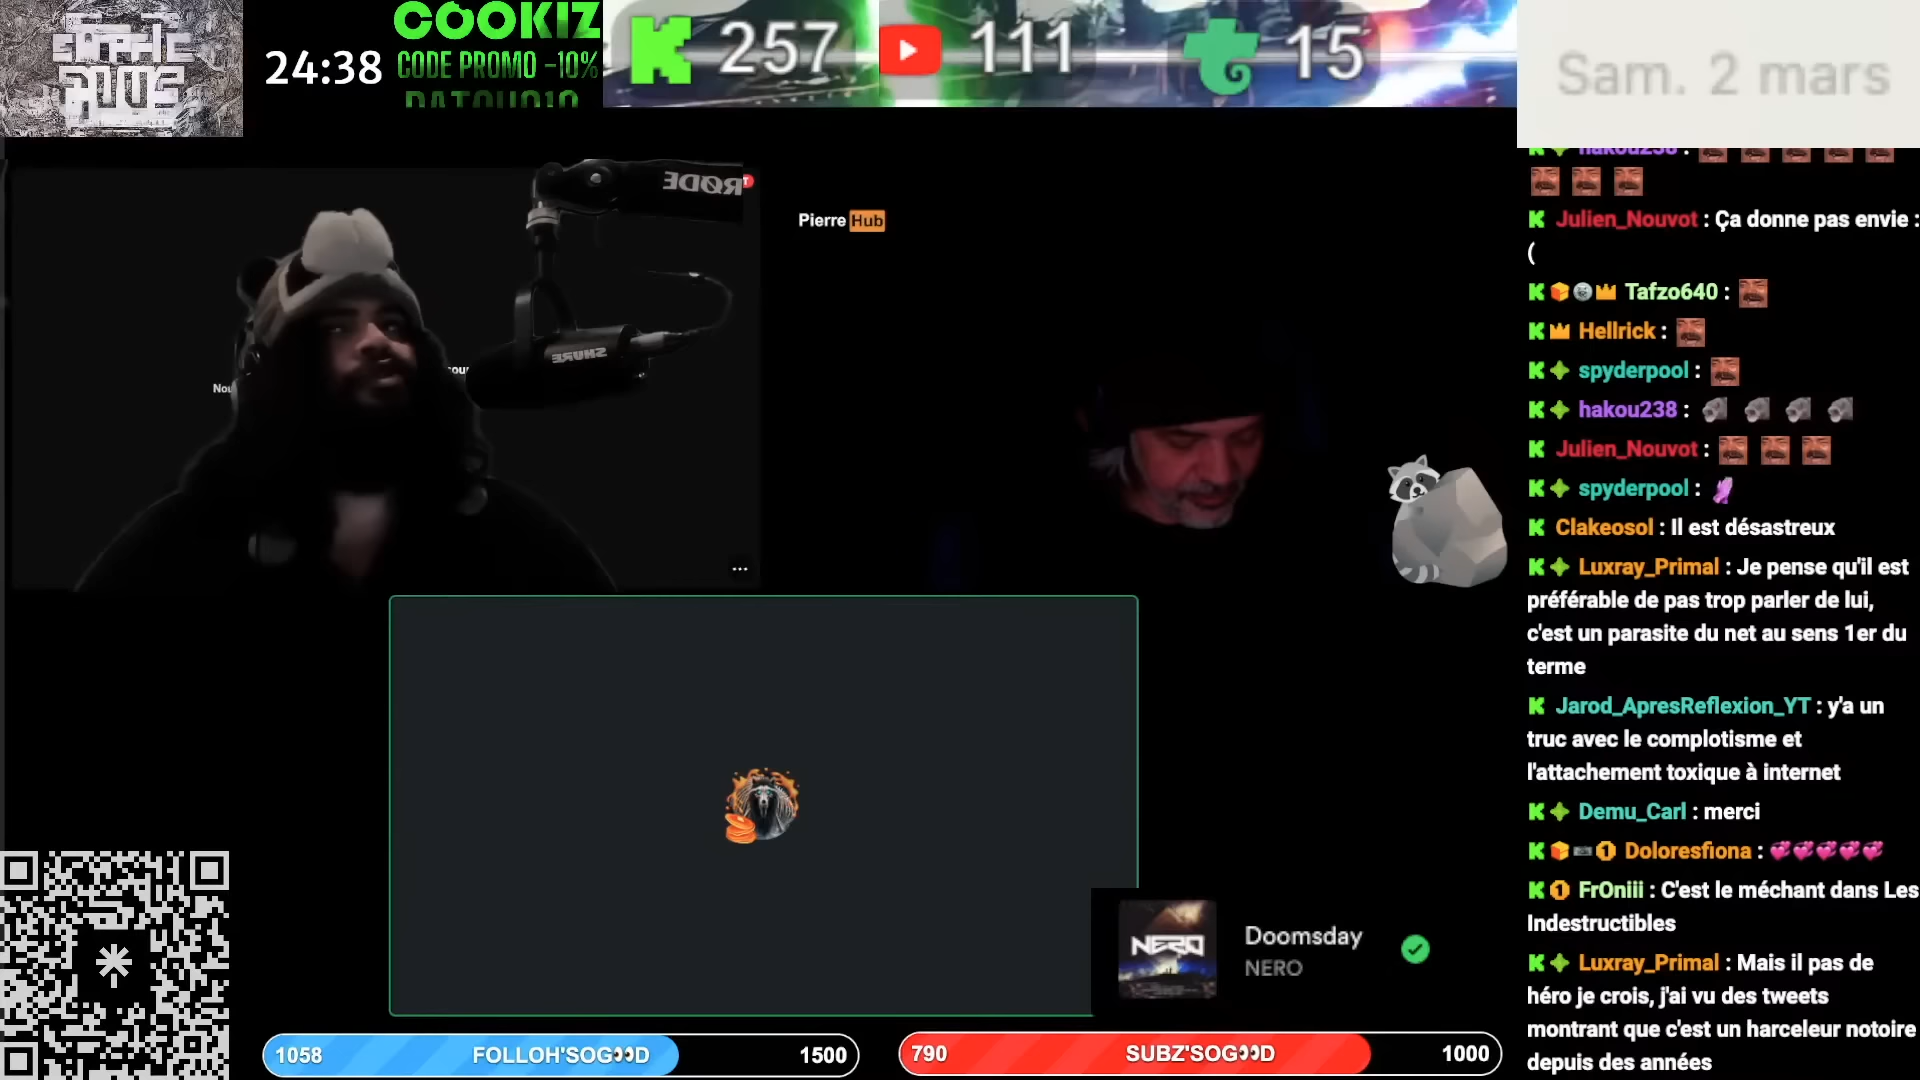 24:38
COOKIZ
CODE PROMO -10%
257
111
15
Sam. 2 mars
RØDE
SHURE
Nou
Pierre Hub
hakou238 :
Julien_Nouvot : Ça donne pas envie :
(
Tafzo640 :
Hellrick :
spyderpool :
hakou238 :
Julien_Nouvot :
spyderpool :
Clakeosol : Il est désastreux
Luxray_Primal : Je pense qu'il est
préférable de pas trop parler de lui,
c'est un parasite du net au sens 1er du
terme
Jarod_ApresReflexion_YT : y'a un
truc avec le complotisme et
l'attachement toxique à internet
Demu_Carl : merci
Doloresfiona :
FrOniii : C'est le méchant dans Les
Indestructibles
Luxray_Primal : Mais il pas de
héro je crois, j'ai vu des tweets
montrant que c'est un harceleur notoire
depuis des années
NERO
Doomsday
NERO
1058 FOLLOH'SOG👀D 1500
790 SUBZ'SOG👀D 1000